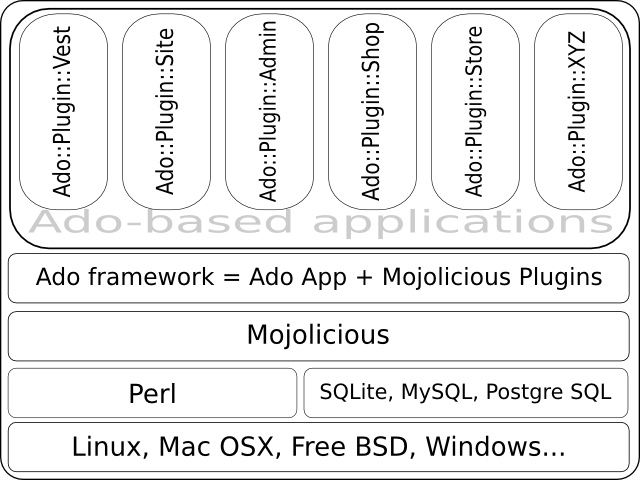 Ado::Plugin::Vest
Ado::Plugin::Site
Ado::Plugin::Admin
Ado::Plugin::Shop
Ado::Plugin::Store
Ado::Plugin::XYZ
Ado-based applications
Ado framework = Ado App + Mojolicious Plugins
Mojolicious
Perl
SQLite, MySQL, Postgre SQL
Linux, Mac OSX, Free BSD, Windows...